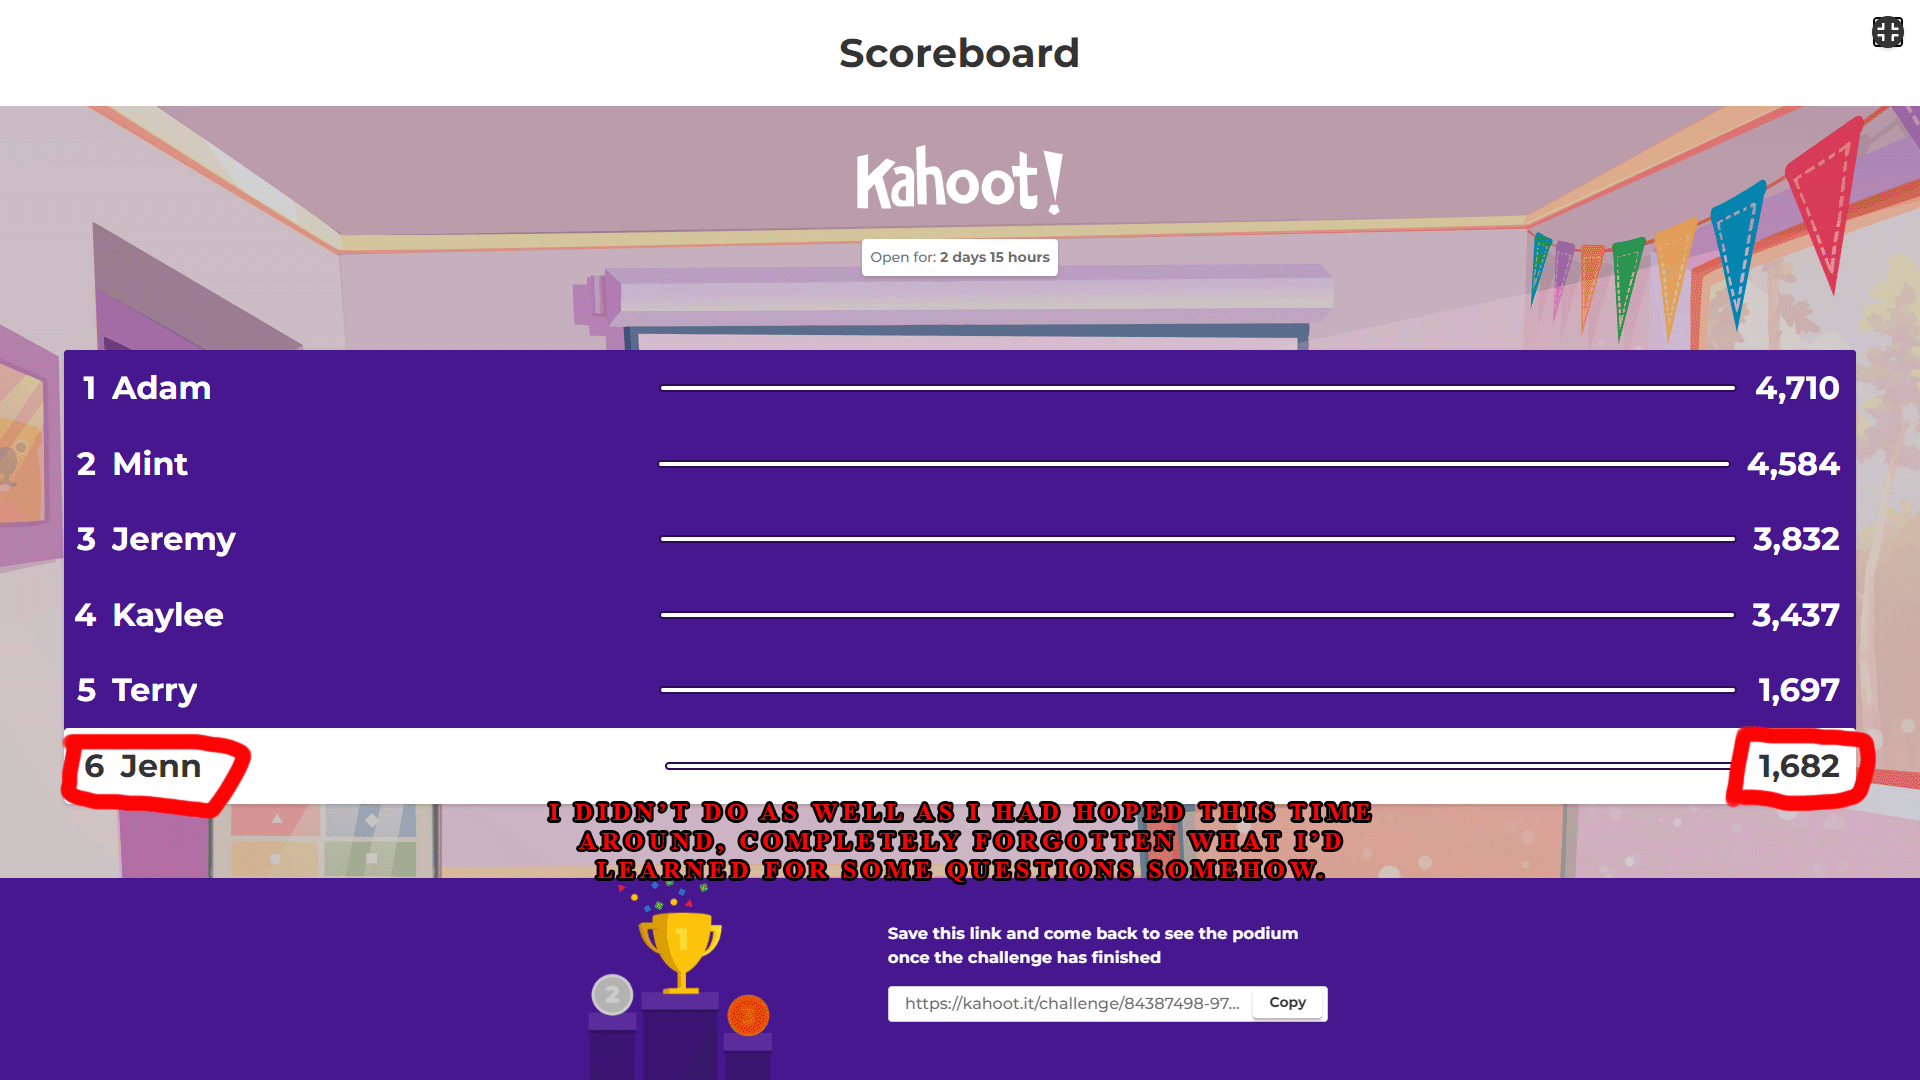 Scoreboard
Kahoot!
Open for: 2 days 15 hours
1 Adam 4,710
2 Mint 4,584
3 Jeremy 3,832
4 Kaylee 3,437
5 Terry 1,697
6 Jenn 1,682
I DIDN'T DO AS WELL AS I HAD HOPED THIS TIME
AROUND, COMPLETELY FORGOTTEN WHAT I'D
LEARNED FOR SOME QUESTIONS SOMEHOW.
1
2
Save this link and come back to see the podium
once the challenge has finished
https://kahoot.it/challenge/84387498-97... Copy